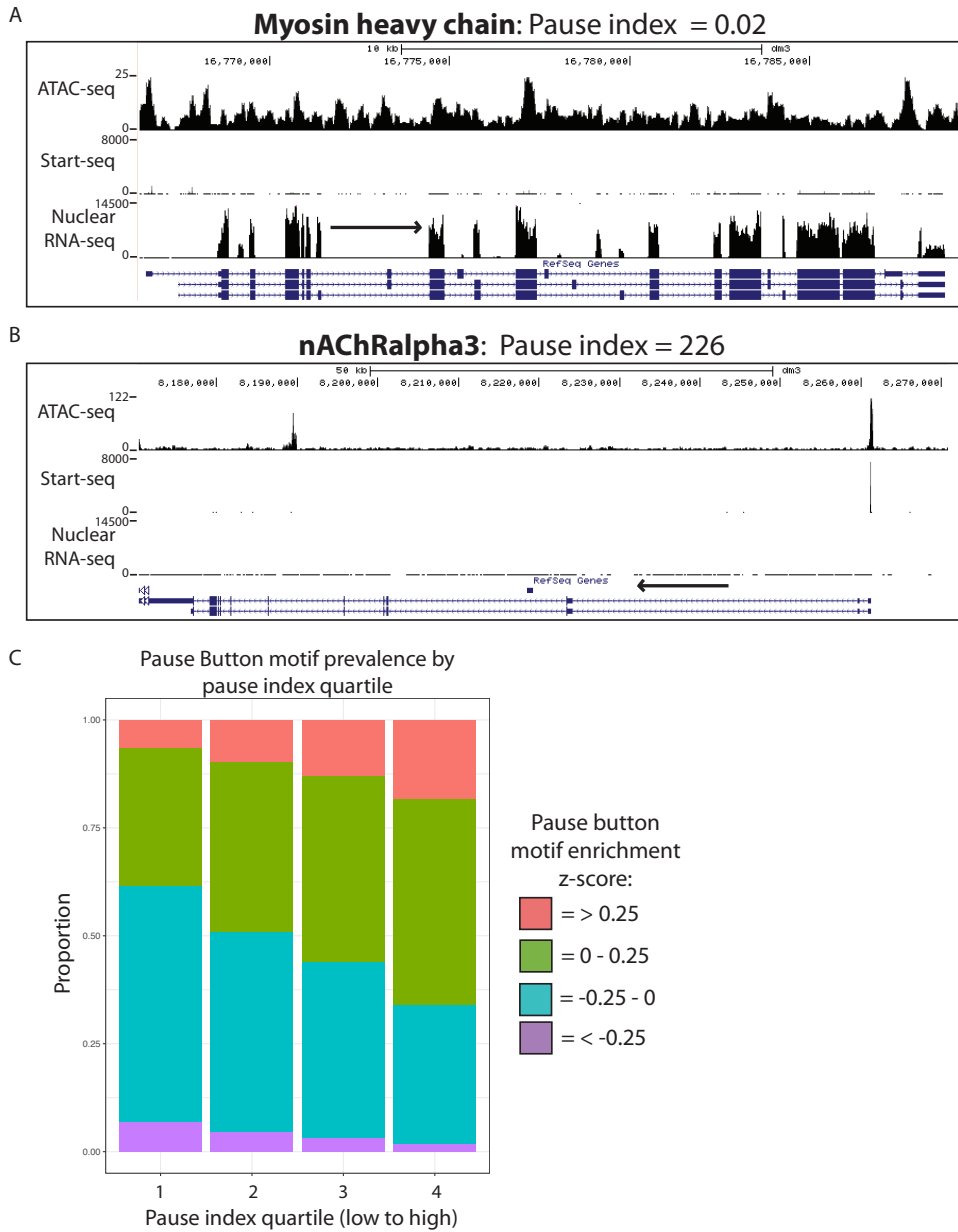 A
Myosin heavy chain: Pause index = 0.02
10 kb dm3
16,770,000 16,775,000 16,780,000 16,785,000
25
ATAC-seq
0
8000
Start-seq
0
14500
Nuclear
RNA-seq
0
RefSeq Genes
B
nAChRalpha3: Pause index = 226
50 kb dm3
8,180,000 8,190,000 8,200,000 8,210,000 8,220,000 8,230,000 8,240,000 8,250,000 8,260,000 8,270,000
122
ATAC-seq
0
8000
Start-seq
0
14500
Nuclear
RNA-seq
0
RefSeq Genes
C
Pause Button motif prevalence by
pause index quartile
1.00
0.75
0.50
0.25
0.00
Proportion
1 2 3 4
Pause index quartile (low to high)
Pause button
motif enrichment
z-score:
= > 0.25
= 0 - 0.25
= -0.25 - 0
= < -0.25